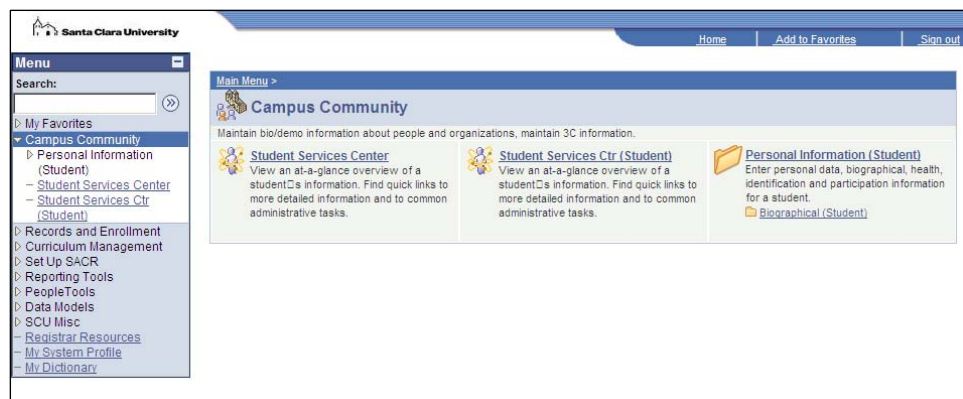 Santa Clara University
Home
Add to Favorites
Sign out
Menu
Search:
My Favorites
Campus Community
Personal Information
(Student)
Student Services Center
Student Services Ctr
(Student)
Records and Enrollment
Curriculum Management
Set Up SACR
Reporting Tools
PeopleTools
Data Models
SCU Misc
Registrar Resources
My System Profile
My Dictionary
Main Menu >
Campus Community
Maintain bio/demo information about people and organizations, maintain 3C information.
Student Services Center
View an at-a-glance overview of a
student□s information. Find quick links to
more detailed information and to common
administrative tasks.
Student Services Ctr (Student)
View an at-a-glance overview of a
student□s information. Find quick links to
more detailed information and to common
administrative tasks.
Personal Information (Student)
Enter personal data, biographical, health,
identification and participation information
for a student.
Biographical (Student)